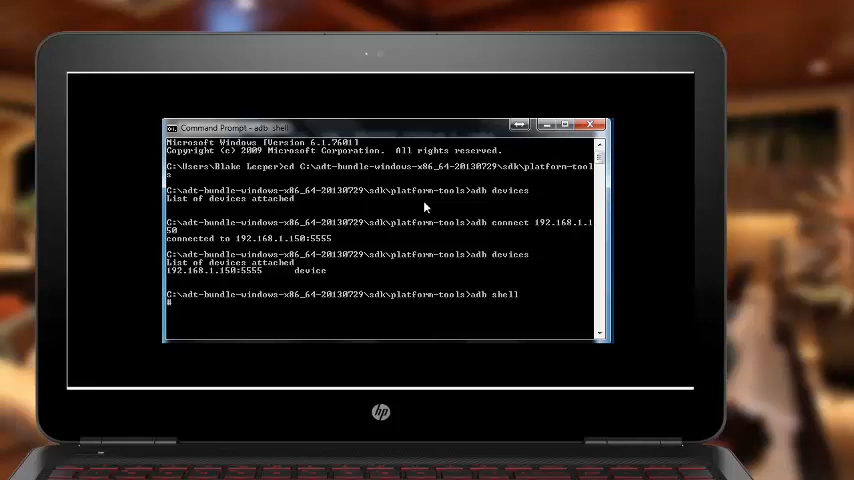 Command Prompt - adb shell
Microsoft Windows [Version 6.1.7601]
Copyright (c) 2009 Microsoft Corporation.  All rights reserved.
C:\Users\Blake Leeper>cd C:\adt-bundle-windows-x86_64-20130729\sdk\platform-tool
s
C:\adt-bundle-windows-x86_64-20130729\sdk\platform-tools>adb devices
List of devices attached
C:\adt-bundle-windows-x86_64-20130729\sdk\platform-tools>adb connect 192.168.1.1
50
connected to 192.168.1.150:5555
C:\adt-bundle-windows-x86_64-20130729\sdk\platform-tools>adb devices
List of devices attached
192.168.1.150:5555      device
C:\adt-bundle-windows-x86_64-20130729\sdk\platform-tools>adb shell
#
hp